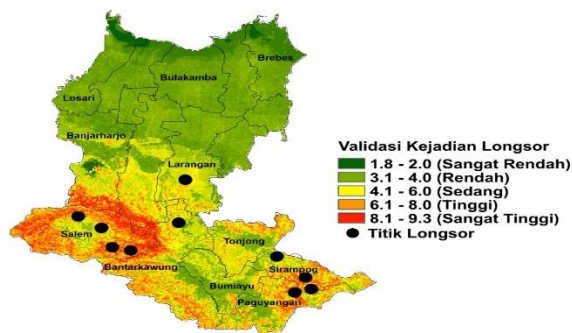 Brebes
Bulakamba
Losari
Banjarharjo
Larangan
Salem
Tonjong
Sirampog
Bantarkawung
Bumiayu
Paguyangan
Validasi Kejadian Longsor
1.8 - 2.0 (Sangat Rendah)
3.1 - 4.0 (Rendah)
4.1 - 6.0 (Sedang)
6.1 - 8.0 (Tinggi)
8.1 - 9.3 (Sangat Tinggi)
Titik Longsor